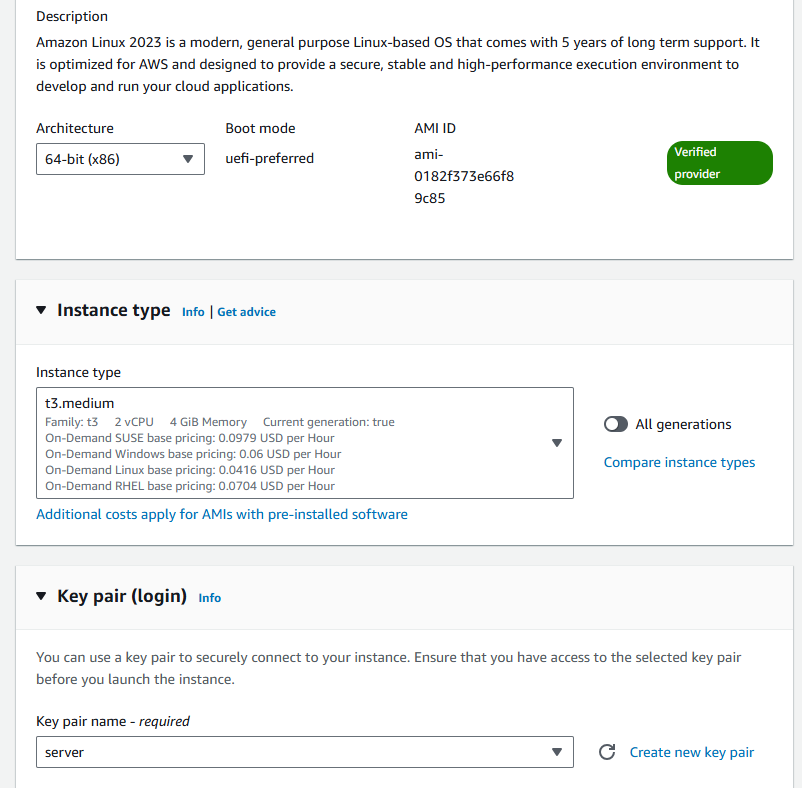 Description
Amazon Linux 2023 is a modern, general purpose Linux-based OS that comes with 5 years of long term support. It
is optimized for AWS and designed to provide a secure, stable and high-performance execution environment to
develop and run your cloud applications.
Architecture
Boot mode
AMI ID
64-bit (x86)
uefi-preferred
ami-
0182f373e66f8
9c85
Verified
provider
Instance type Info | Get advice
Instance type
t3.medium
Family: t3 2 vCPU 4 GiB Memory Current generation: true
On-Demand SUSE base pricing: 0.0979 USD per Hour
On-Demand Windows base pricing: 0.06 USD per Hour
On-Demand Linux base pricing: 0.0416 USD per Hour
On-Demand RHEL base pricing: 0.0704 USD per Hour
All generations
Compare instance types
Additional costs apply for AMIs with pre-installed software
Key pair (login) Info
You can use a key pair to securely connect to your instance. Ensure that you have access to the selected key pair
before you launch the instance.
Key pair name - required
server
Create new key pair